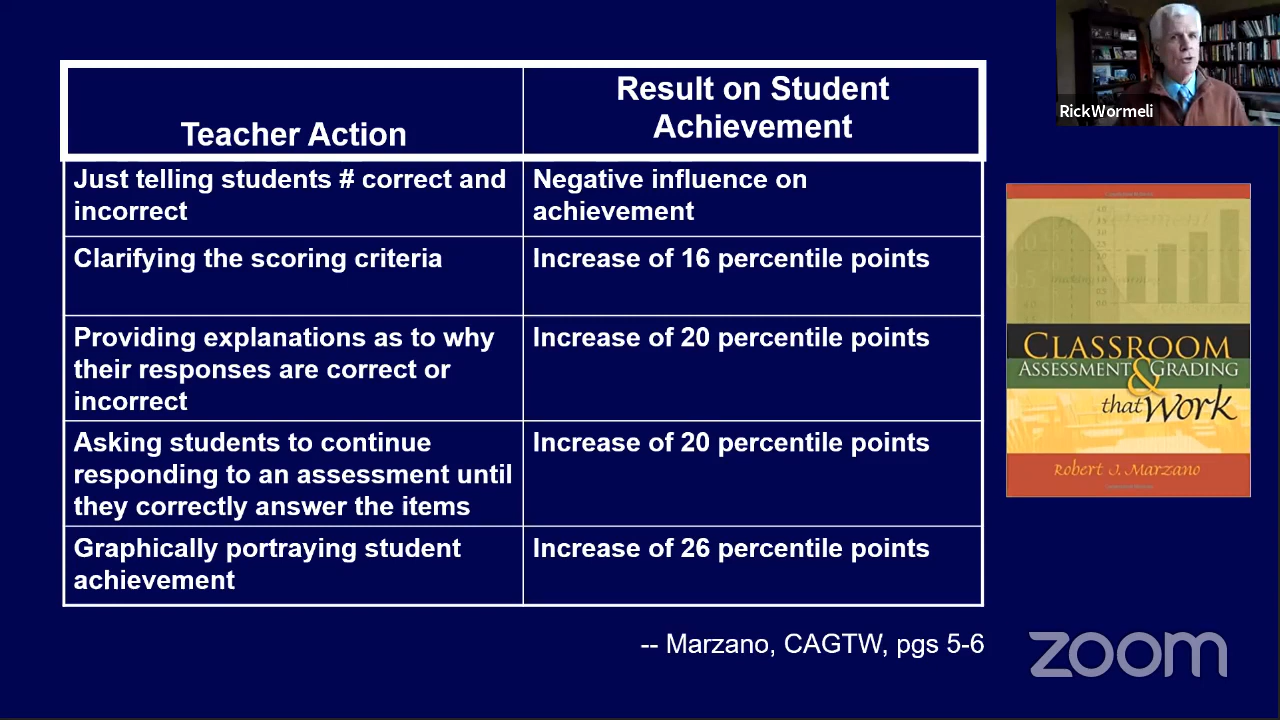 RickWormeli
Teacher Action
Result on Student
Achievement
Just telling students # correct and
incorrect
Negative influence on
achievement
Clarifying the scoring criteria
Increase of 16 percentile points
Providing explanations as to why
their responses are correct or
incorrect
Increase of 20 percentile points
Asking students to continue
responding to an assessment until
they correctly answer the items
Increase of 20 percentile points
Graphically portraying student
achievement
Increase of 26 percentile points
-- Marzano, CAGTW, pgs 5-6
CLASSROOM
ASSESSMENT & GRADING
that Work
Robert J. Marzano
zoom